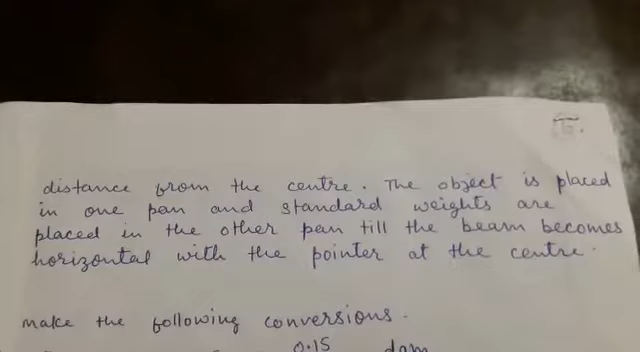 distance from the centre. The object is placed
in one pan and standard weights are
placed in the other pan till the beam becomes
horizontal with the pointer at the centre.
make the following conversions.
0.15 dam